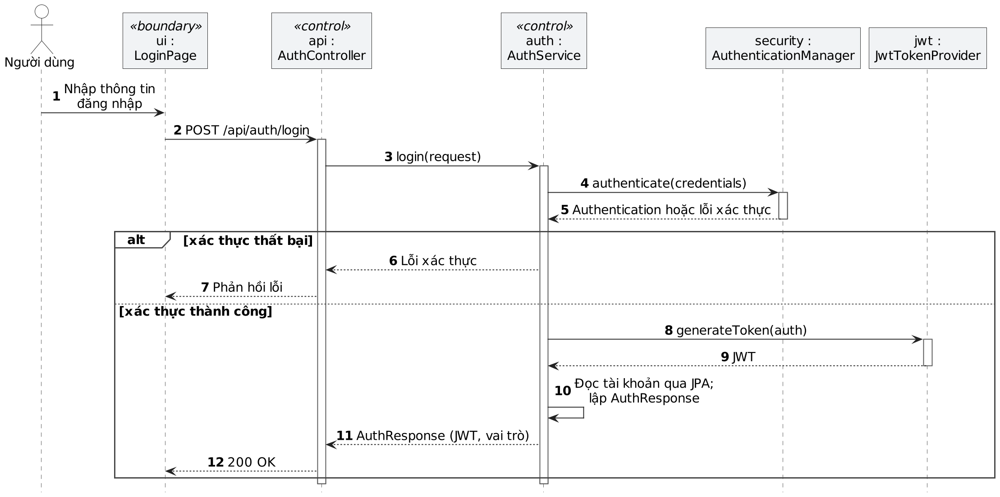 Người dùng
«boundary»
ui :
LoginPage
«control»
api :
AuthController
«control»
auth :
AuthService
security :
AuthenticationManager
jwt :
JwtTokenProvider
1 Nhập thông tin
đăng nhập
2 POST /api/auth/login
3 login(request)
4 authenticate(credentials)
5 Authentication hoặc lỗi xác thực
alt [xác thực thất bại]
6 Lỗi xác thực
7 Phản hồi lỗi
[xác thực thành công]
8 generateToken(auth)
9 JWT
10 Đọc tài khoản qua JPA;
lập AuthResponse
11 AuthResponse (JWT, vai trò)
12 200 OK